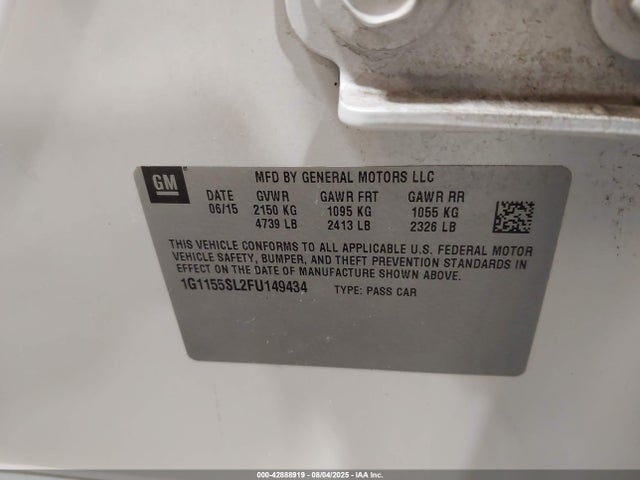 GM
MFD BY GENERAL MOTORS LLC
DATE GVWR GAWR FRT GAWR RR
06/15 2150 KG 1095 KG 1055 KG
4739 LB 2413 LB 2326 LB
THIS VEHICLE CONFORMS TO ALL APPLICABLE U.S. FEDERAL MOTOR
VEHICLE SAFETY, BUMPER, AND THEFT PREVENTION STANDARDS IN
EFFECT ON THE DATE OF MANUFACTURE SHOWN ABOVE.
1G1155SL2FU149434 TYPE: PASS CAR
000-42888919 - 08/04/2025 - IAA Inc.